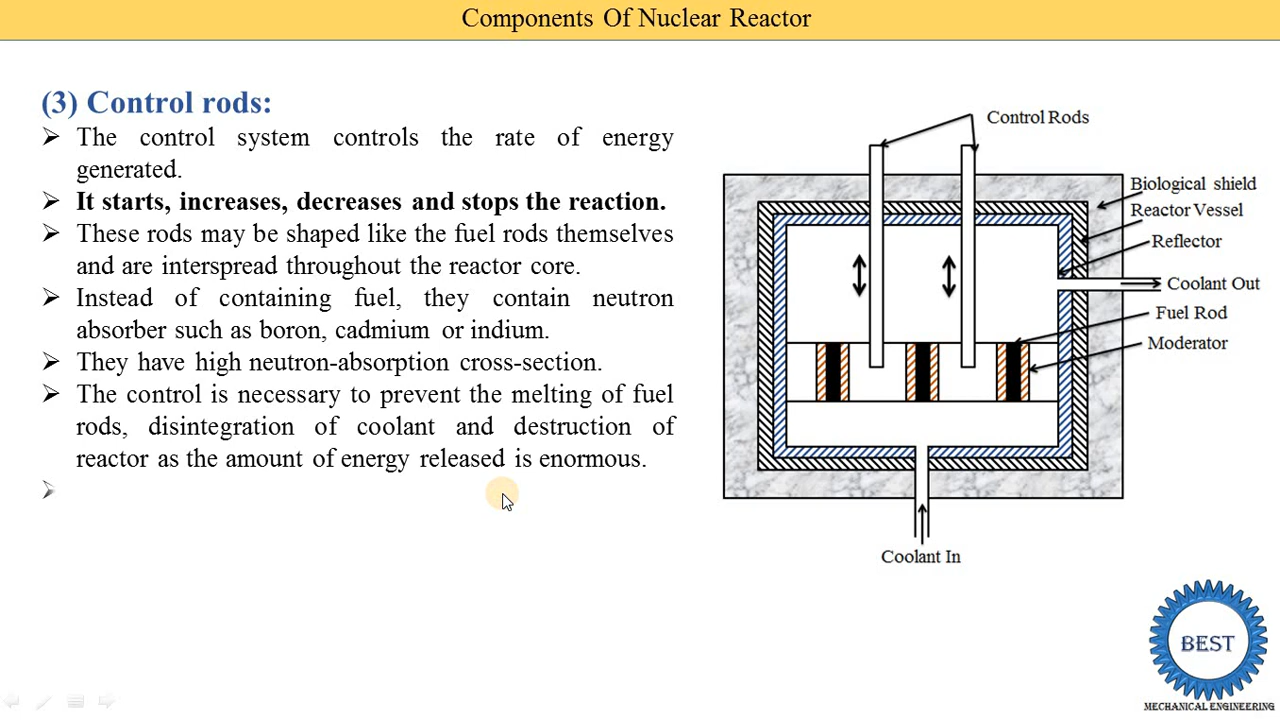 Components Of Nuclear Reactor
(3) Control rods:
➢ The control system controls the rate of energy
generated.
➢ It starts, increases, decreases and stops the reaction.
➢ These rods may be shaped like the fuel rods themselves
and are interspread throughout the reactor core.
➢ Instead of containing fuel, they contain neutron
absorber such as boron, cadmium or indium.
➢ They have high neutron-absorption cross-section.
➢ The control is necessary to prevent the melting of fuel
rods, disintegration of coolant and destruction of
reactor as the amount of energy released is enormous.
➢
Control Rods
Biological shield
Reactor Vessel
Reflector
Coolant Out
Fuel Rod
Moderator
Coolant In
BEST
MECHANICAL ENGINEERING